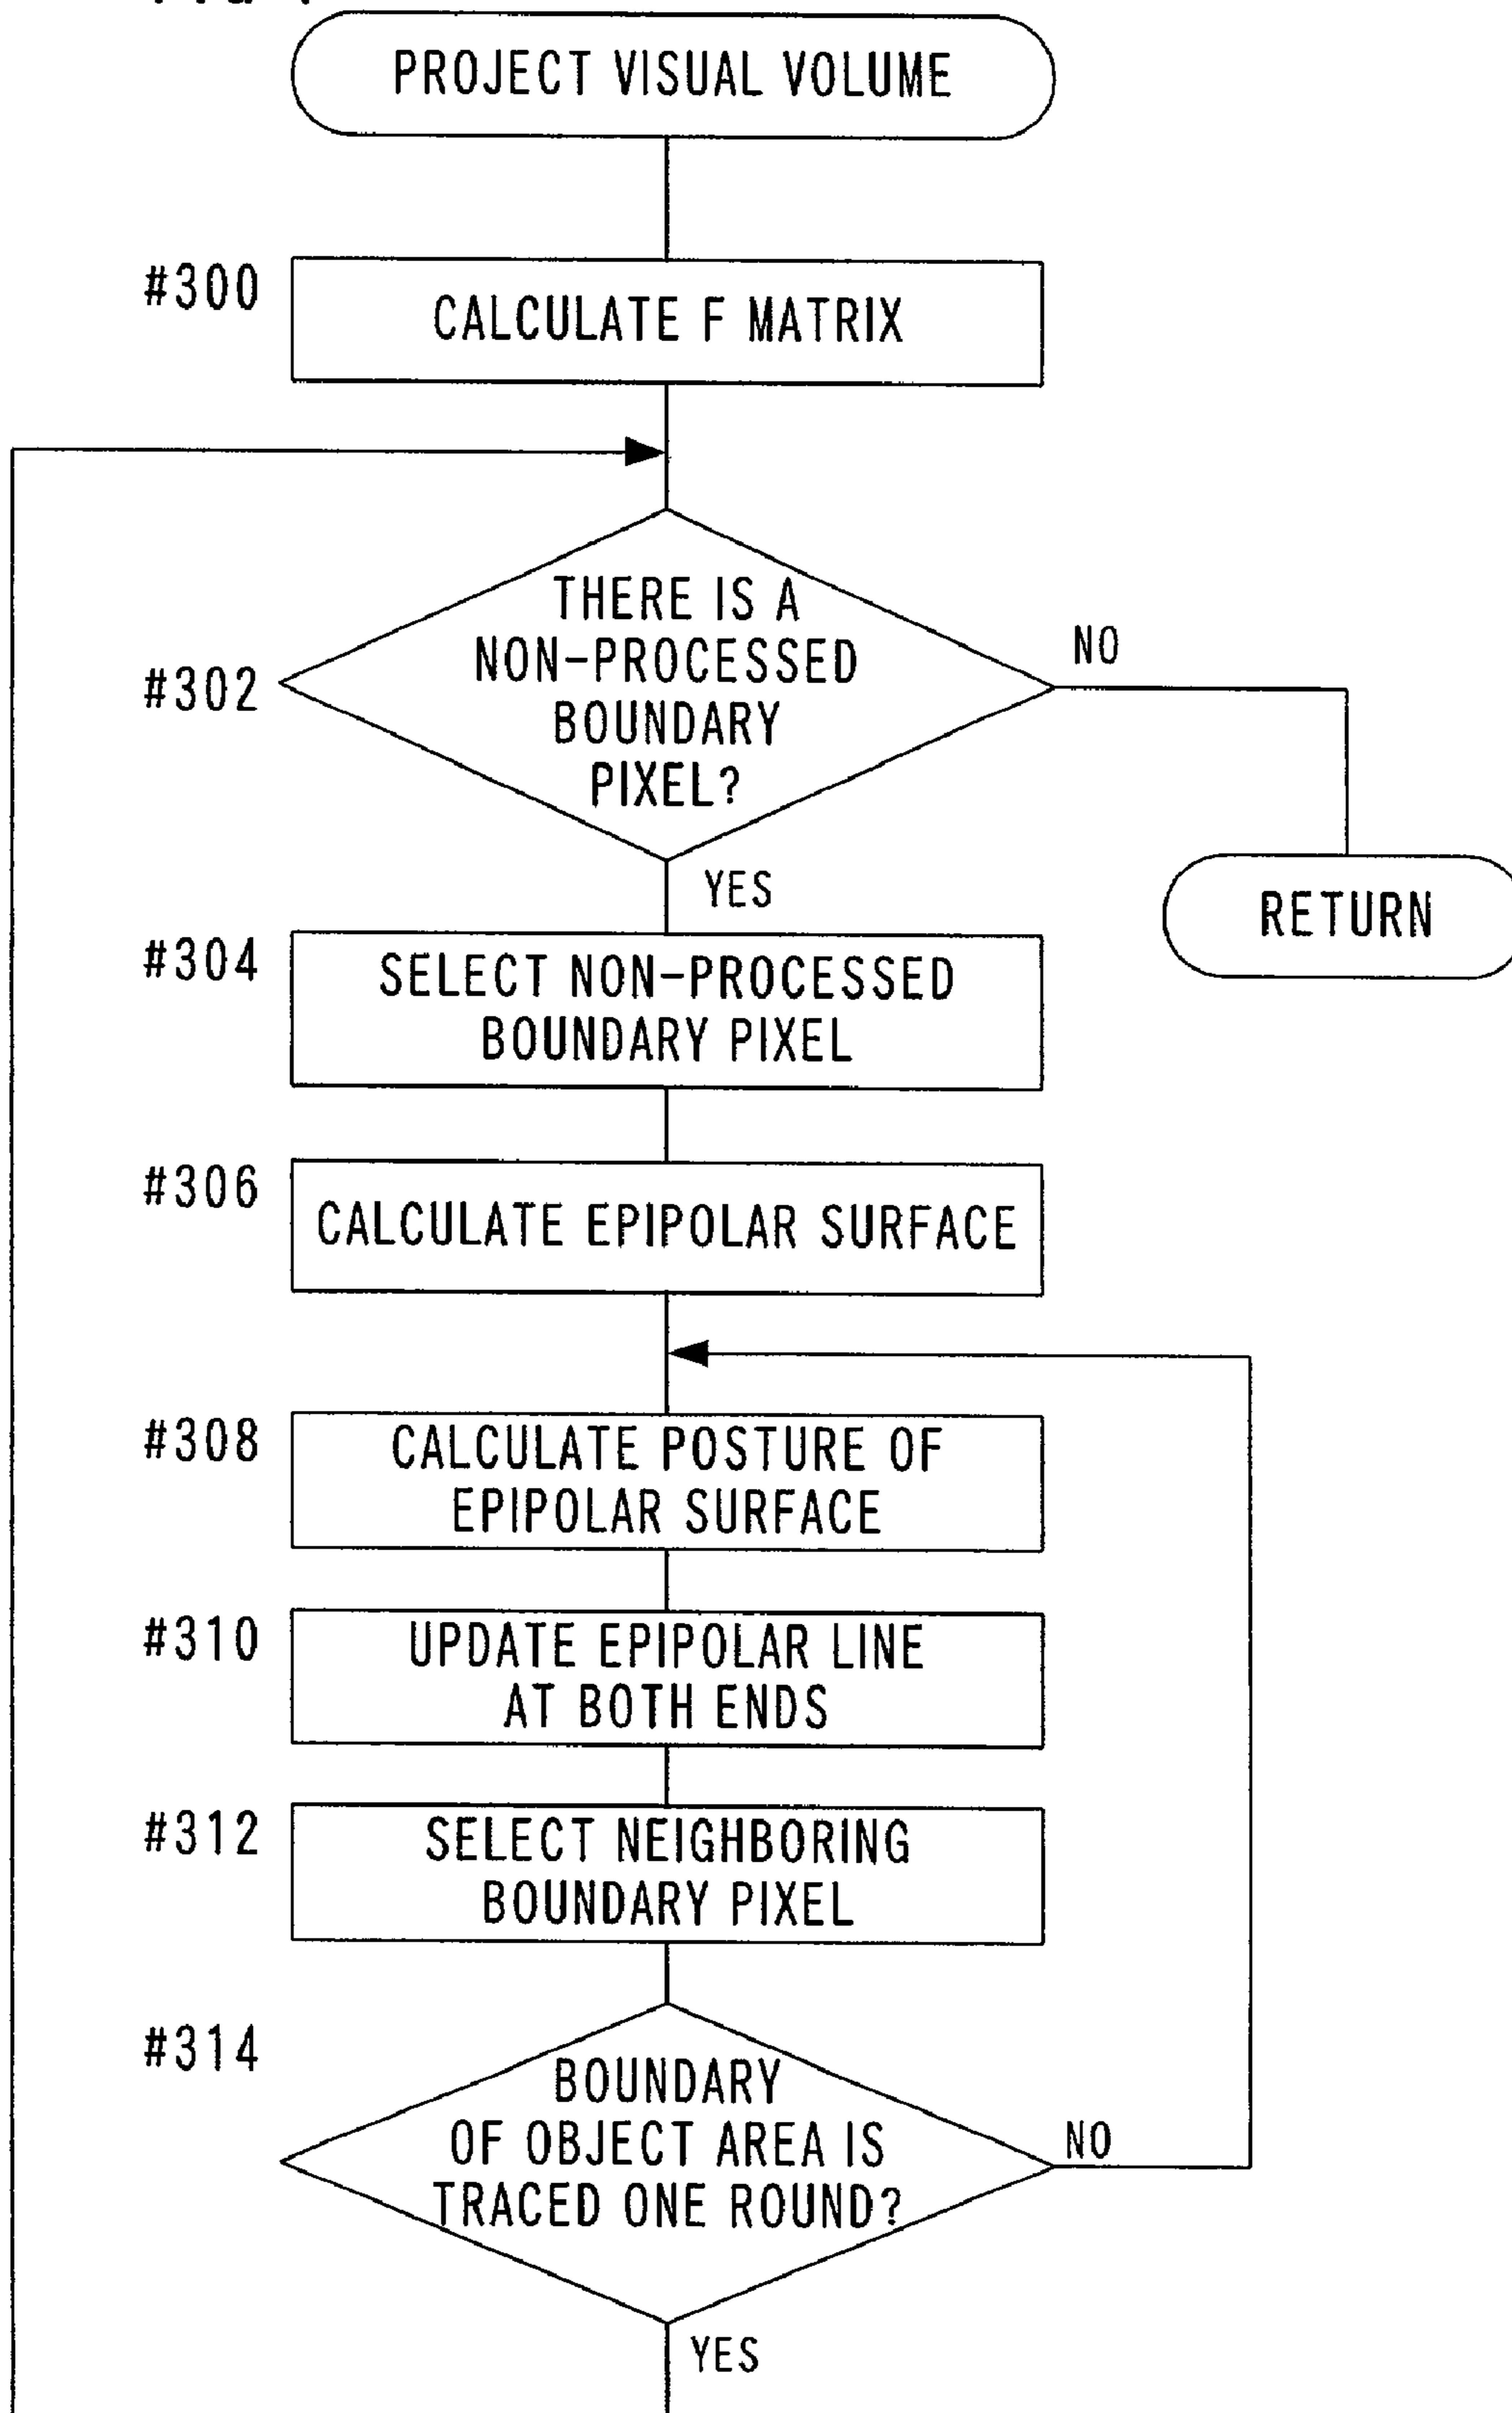 PROJECT VISUAL VOLUME
#300
CALCULATE F MATRIX
#302
THERE IS A
NON-PROCESSED
BOUNDARY
PIXEL?
NO
RETURN
YES
#304
SELECT NON-PROCESSED
BOUNDARY PIXEL
#306
CALCULATE EPIPOLAR SURFACE
#308
CALCULATE POSTURE OF
EPIPOLAR SURFACE
#310
UPDATE EPIPOLAR LINE
AT BOTH ENDS
#312
SELECT NEIGHBORING
BOUNDARY PIXEL
#314
BOUNDARY
OF OBJECT AREA IS
TRACED ONE ROUND?
NO
YES